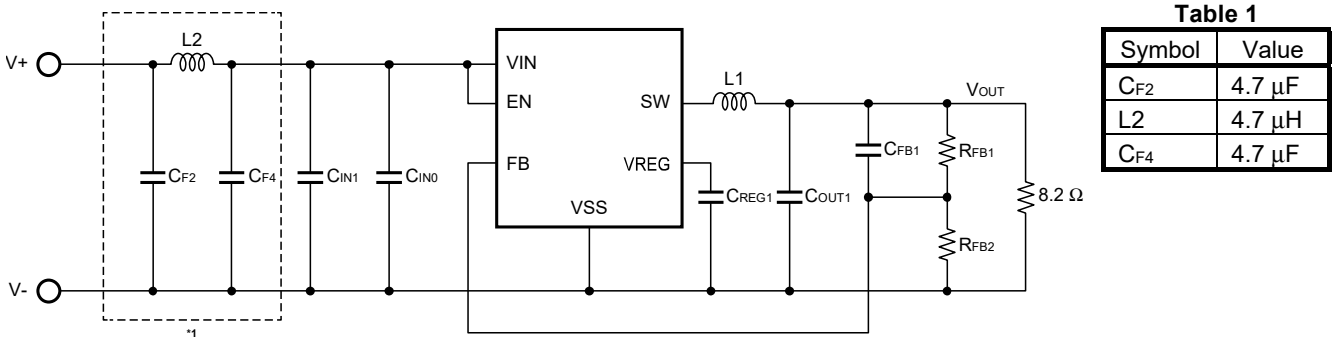 Table 1
Symbol Value
CF2 4.7 μF
L2 4.7 μH
CF4 4.7 μF
L2
V+
VIN
EN
SW
L1
VOUT
FB
VREG
VSS
CF2
CF4
CIN1
CIN0
CREG1
COUT1
CFB1
RFB1
RFB2
8.2 Ω
V-
*1